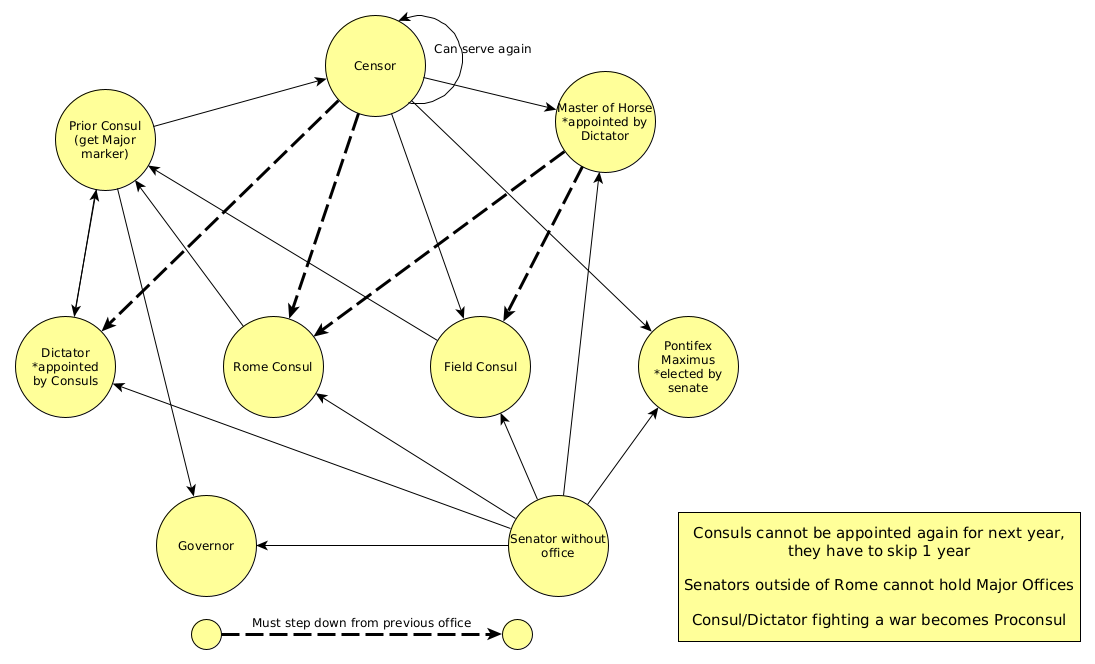 Can serve again
Censor
Master of Horse
*appointed by
Dictator
Prior Consul
(get Major
marker)
Dictator
*appointed
by Consuls
Rome Consul
Field Consul
Pontifex
Maximus
*elected by
senate
Governor
Senator without
office
Consuls cannot be appointed again for next year,
they have to skip 1 year
Senators outside of Rome cannot hold Major Offices
Consul/Dictator fighting a war becomes Proconsul
Must step down from previous office